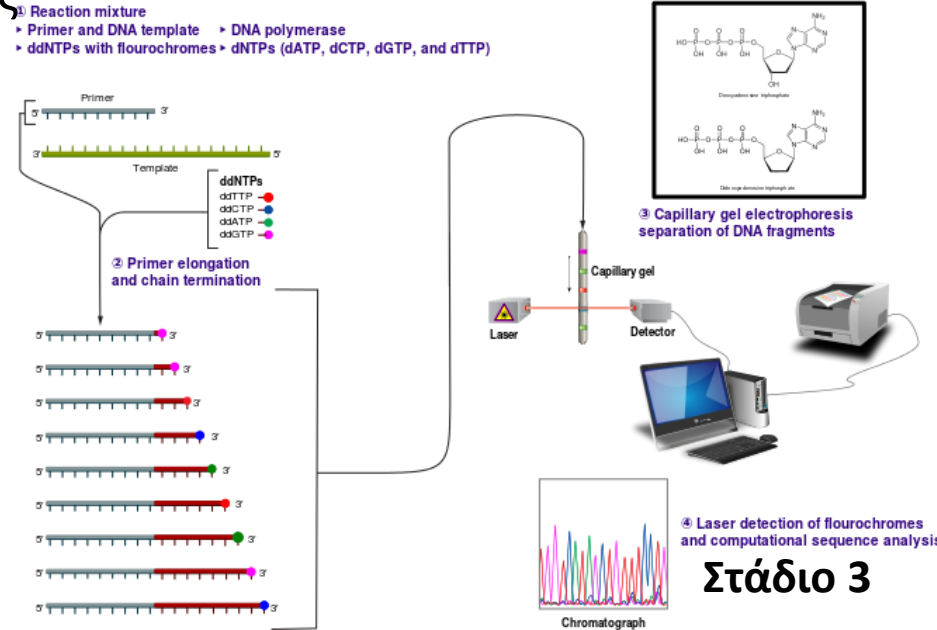 ς
① Reaction mixture
‣ Primer and DNA template ‣ DNA polymerase
‣ ddNTPs with flourochromes ‣ dNTPs (dATP, dCTP, dGTP, and dTTP)
Primer
5' 3'
3' 5'
Template
ddNTPs
ddTTP
ddCTP
ddATP
ddGTP
② Primer elongation
and chain termination
5' 3'
5' 3'
5' 3'
5' 3'
5' 3'
5' 3'
5' 3'
5' 3'
5' 3'
③ Capillary gel electrophoresis
separation of DNA fragments
Capillary gel
Laser
Detector
④ Laser detection of flourochromes
and computational sequence analysis
Στάδιο 3
Chromatograph